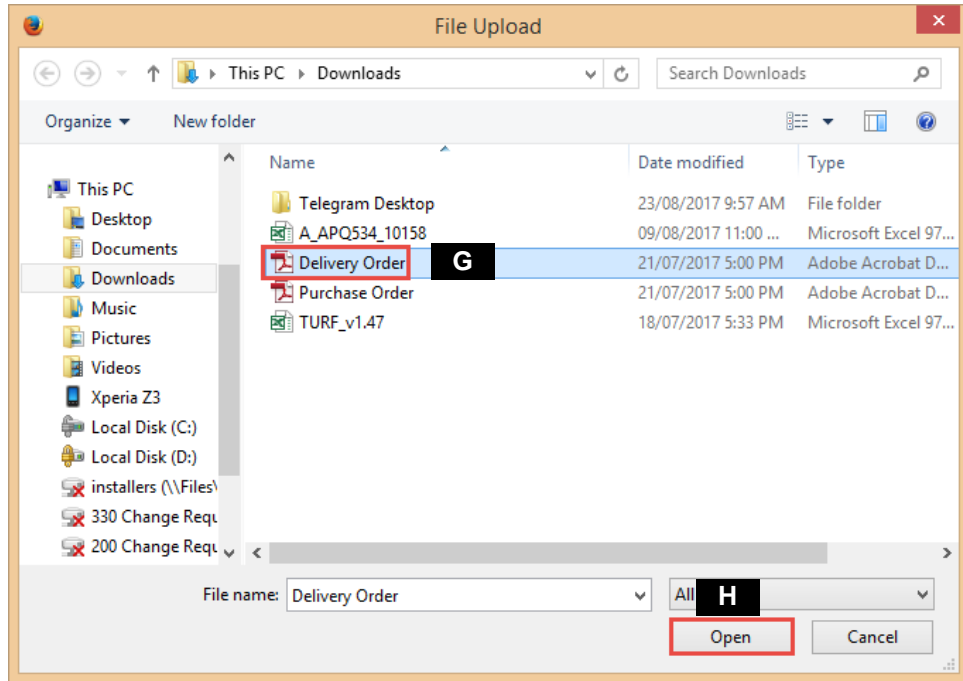 File Upload
This PC Downloads
Search Downloads
Organize New folder
Name Date modified Type
This PC
Desktop
Documents
Downloads
Music
Pictures
Videos
Xperia Z3
Local Disk (C:)
Local Disk (D:)
installers (\\Files\
330 Change Requ
200 Change Requ
Telegram Desktop 23/08/2017 9:57 AM File folder
A_APQ534_10158 09/08/2017 11:00 ... Microsoft Excel 97...
Delivery Order G 21/07/2017 5:00 PM Adobe Acrobat D...
Purchase Order 21/07/2017 5:00 PM Adobe Acrobat D...
TURF_v1.47 18/07/2017 5:33 PM Microsoft Excel 97...
File name: Delivery Order All H
Open Cancel